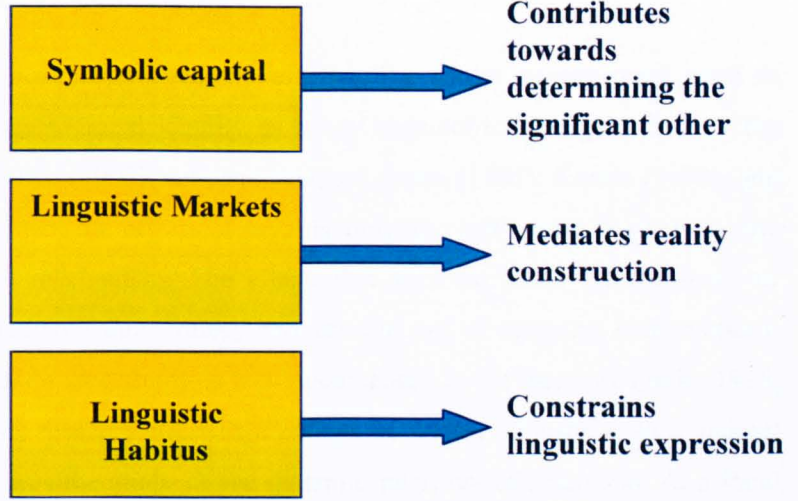 Symbolic capital
Contributes
towards
determining the
significant other
Linguistic Markets
Mediates reality
construction
Linguistic
Habitus
Constrains
linguistic expression